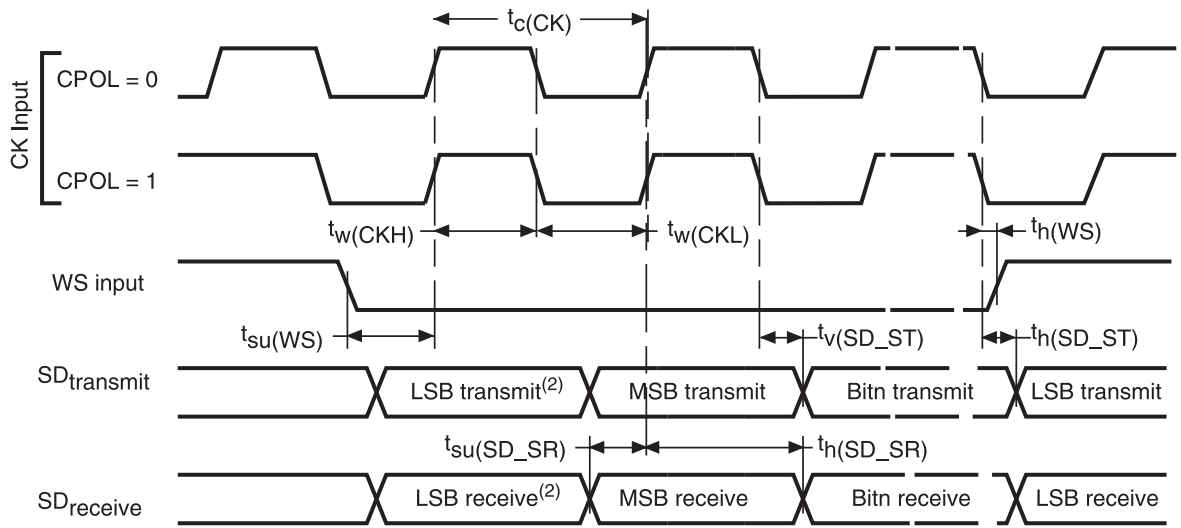 tc(CK)
CK Input
CPOL = 0
CPOL = 1
tw(CKH)
tw(CKL)
th(WS)
WS input
tsu(WS)
tv(SD_ST)
th(SD_ST)
SDtransmit
LSB transmit(2)
MSB transmit
Bitn transmit
LSB transmit
tsu(SD_SR)
th(SD_SR)
SDreceive
LSB receive(2)
MSB receive
Bitn receive
LSB receive